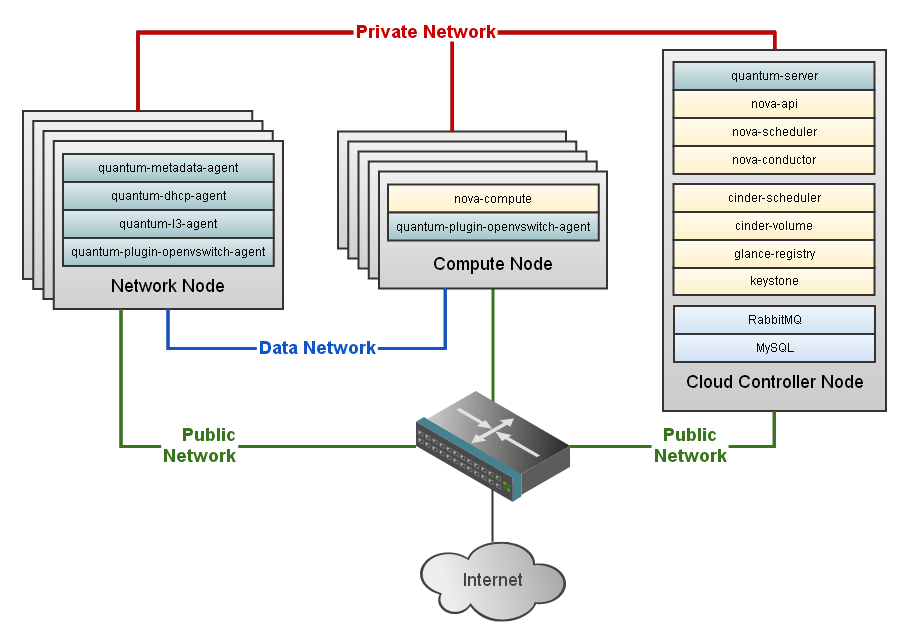 Private Network
quantum-metadata-agent
quantum-dhcp-agent
quantum-l3-agent
quantum-plugin-openvswitch-agent
Network Node
nova-compute
quantum-plugin-openvswitch-agent
Compute Node
quantum-server
nova-api
nova-scheduler
nova-conductor
cinder-scheduler
cinder-volume
glance-registry
keystone
RabbitMQ
MySQL
Cloud Controller Node
Data Network
Public
Network
Public
Network
Internet